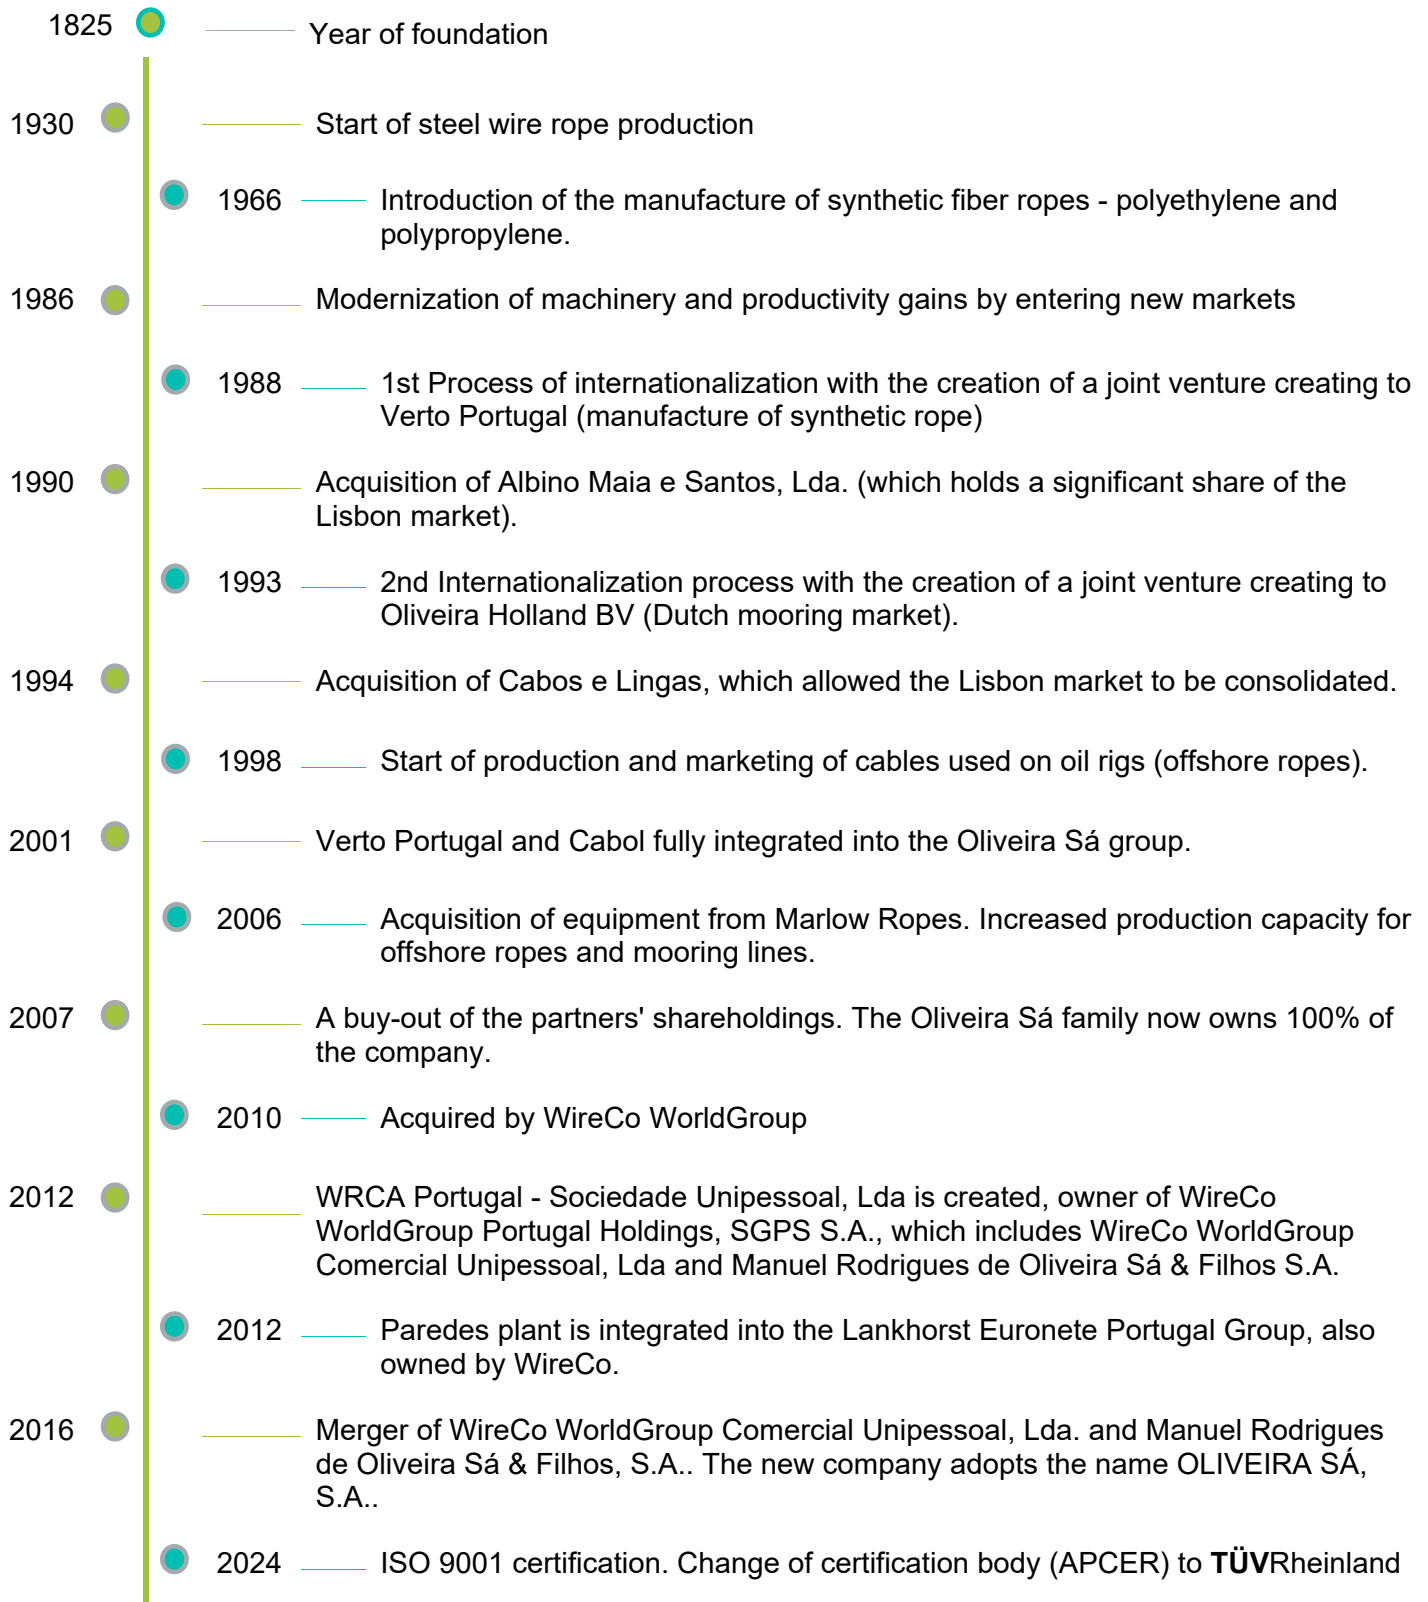 1825 Year of foundation
1930 Start of steel wire rope production
1966 Introduction of the manufacture of synthetic fiber ropes - polyethylene and
polypropylene.
1986 Modernization of machinery and productivity gains by entering new markets
1988 1st Process of internationalization with the creation of a joint venture creating to
Verto Portugal (manufacture of synthetic rope)
1990 Acquisition of Albino Maia e Santos, Lda. (which holds a significant share of the
Lisbon market).
1993 2nd Internationalization process with the creation of a joint venture creating to
Oliveira Holland BV (Dutch mooring market).
1994 Acquisition of Cabos e Lingas, which allowed the Lisbon market to be consolidated.
1998 Start of production and marketing of cables used on oil rigs (offshore ropes).
2001 Verto Portugal and Cabol fully integrated into the Oliveira Sá group.
2006 Acquisition of equipment from Marlow Ropes. Increased production capacity for
offshore ropes and mooring lines.
2007 A buy-out of the partners' shareholdings. The Oliveira Sá family now owns 100% of
the company.
2010 Acquired by WireCo WorldGroup
2012 WRCA Portugal - Sociedade Unipessoal, Lda is created, owner of WireCo
WorldGroup Portugal Holdings, SGPS S.A., which includes WireCo WorldGroup
Comercial Unipessoal, Lda and Manuel Rodrigues de Oliveira Sá & Filhos S.A.
2012 Paredes plant is integrated into the Lankhorst Euronete Portugal Group, also
owned by WireCo.
2016 Merger of WireCo WorldGroup Comercial Unipessoal, Lda. and Manuel Rodrigues
de Oliveira Sá & Filhos, S.A.. The new company adopts the name OLIVEIRA SÁ,
S.A..
2024 ISO 9001 certification. Change of certification body (APCER) to TÜVRheinland